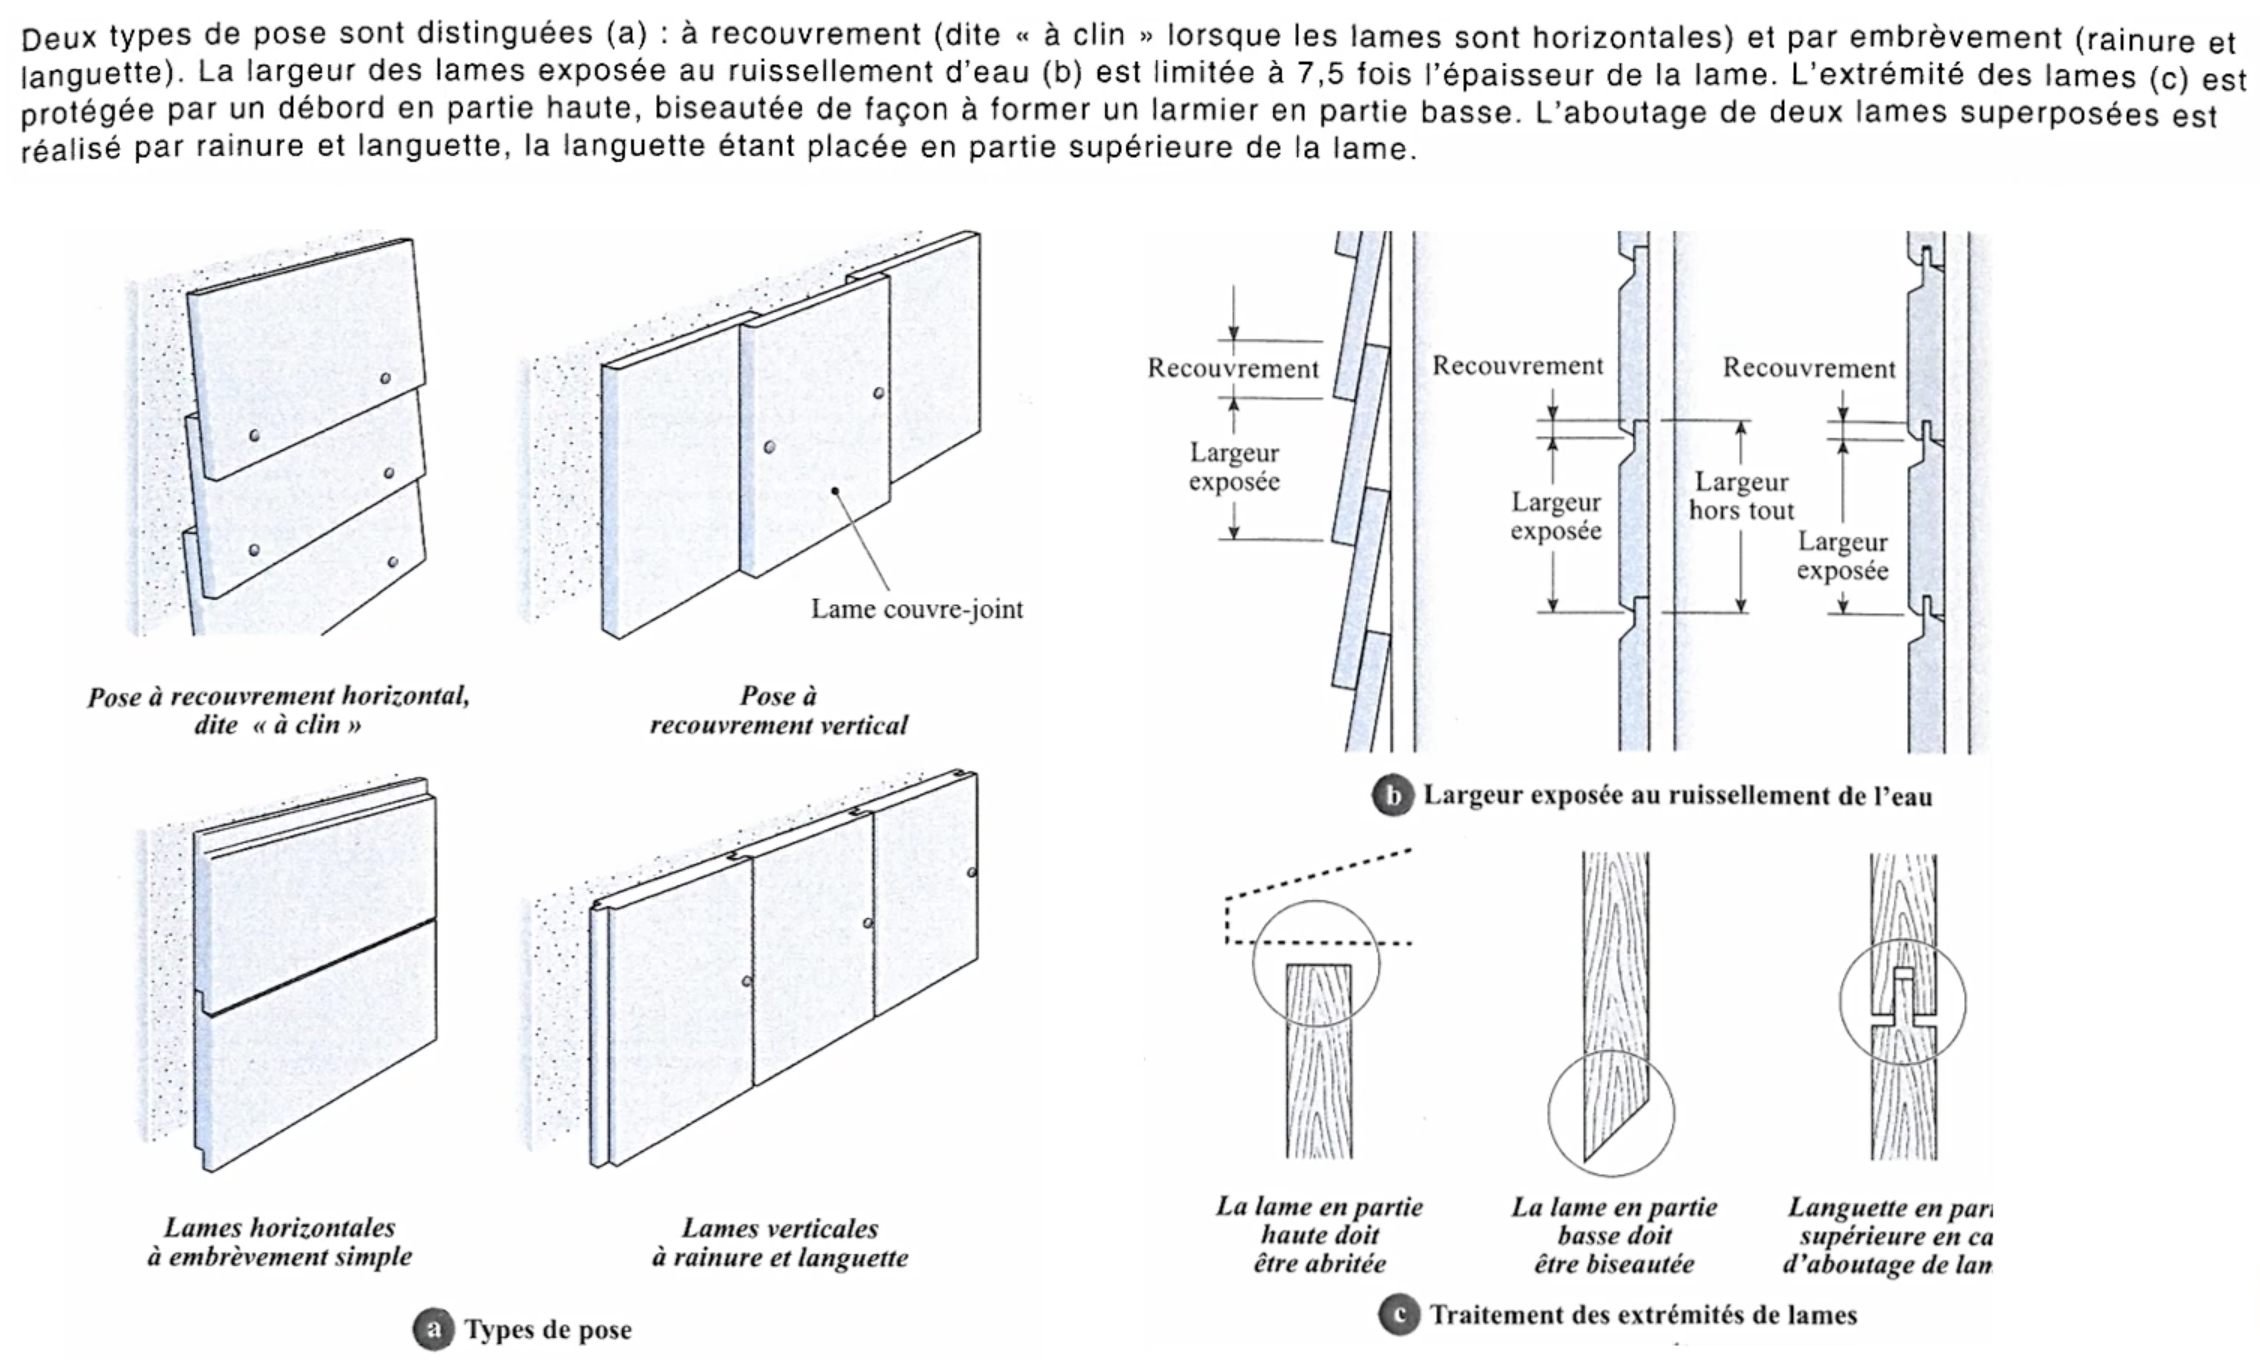 Deux types de pose sont distinguées (a) : à recouvrement (dite « à clin » lorsque les lames sont horizontales) et par embrèvement (rainure et
languette). La largeur des lames exposée au ruissellement d'eau (b) est limitée à 7,5 fois l'épaisseur de la lame. L'extrémité des lames (c) est
protégée par un débord en partie haute, biseautée de façon à former un larmier en partie basse. L'aboutage de deux lames superposées est
réalisé par rainure et languette, la languette étant placée en partie supérieure de la lame.
Lame couvre-joint
Pose à recouvrement horizontal,
dite « à clin »
Pose à
recouvrement vertical
Lames horizontales
à embrèvement simple
Lames verticales
à rainure et languette
a Types de pose
Recouvrement
Largeur
exposée
Recouvrement
Largeur
exposée
Largeur
hors tout
Recouvrement
Largeur
exposée
b Largeur exposée au ruissellement de l'eau
La lame en partie
haute doit
être abritée
La lame en partie
basse doit
être biseautée
Languette en par
supérieure en ca
d'aboutage de lan
c Traitement des extrémités de lames